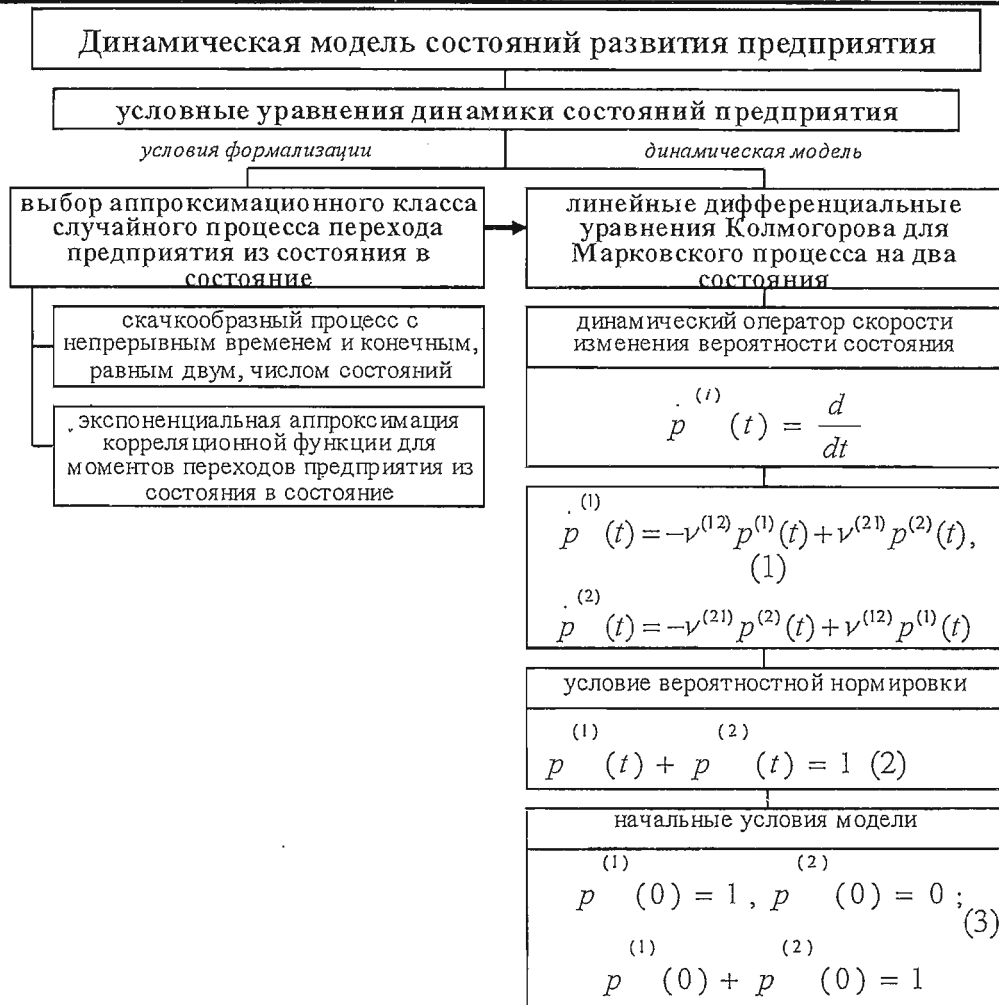 Динамическая модель состояний развития предприятия
условные уравнения динамики состояний предприятия
условия формализации
динамическая модель
выбор аппроксимационного класса
случайного процесса перехода
предприятия из состояния в
состояние
скачкообразный процесс с
непрерывным временем и конечным,
равным двум, числом состояний
экспоненциальная аппроксимация
корреляционной функции для
моментов переходов предприятия из
состояния в состояние
линейные дифференциальные
уравнения Колмогорова для
Марковского процесса на два
состояния
динамический оператор скорости
изменения вероятности состояния
ṗ^(i) (t) = d/dt
ṗ^(1) (t) = −ν^(12) p^(1)(t) + ν^(21) p^(2)(t),
(1)
ṗ^(2) (t) = −ν^(21) p^(2)(t) + ν^(12) p^(1)(t)
условие вероятностной нормировки
p^(1) (t) + p^(2) (t) = 1 (2)
начальные условия модели
p^(1) (0) = 1 , p^(2) (0) = 0 ;
(3)
p^(1) (0) + p^(2) (0) = 1